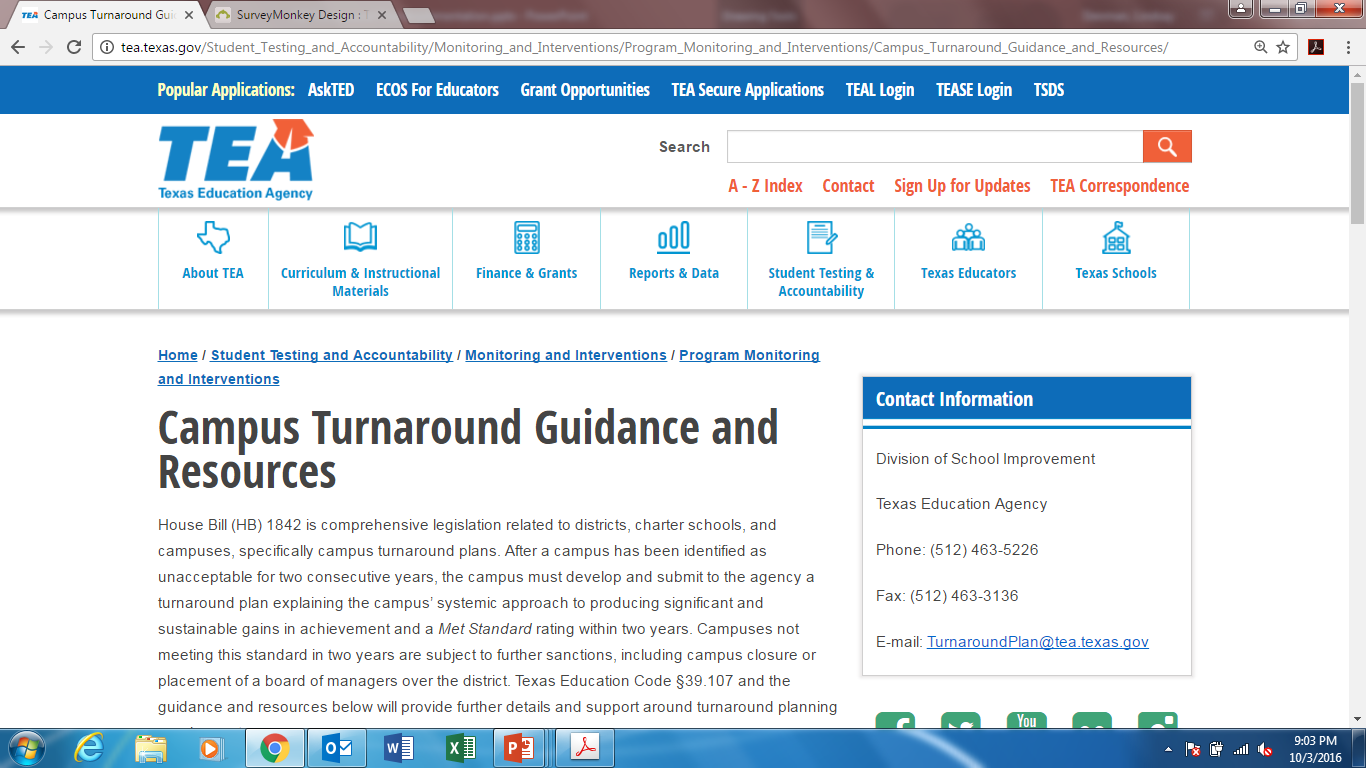 Campus Turnaround Gui
SurveyMonkey Design : T
tea.texas.gov/Student_Testing_and_Accountability/Monitoring_and_Interventions/Program_Monitoring_and_Interventions/Campus_Turnaround_Guidance_and_Resources/
Popular Applications: AskTED ECOS For Educators Grant Opportunities TEA Secure Applications TEAL Login TEASE Login TSDS
TEA
Texas Education Agency
Search
A - Z Index Contact Sign Up for Updates TEA Correspondence
About TEA
Curriculum & Instructional
Materials
Finance & Grants
Reports & Data
Student Testing &
Accountability
Texas Educators
Texas Schools
Home / Student Testing and Accountability / Monitoring and Interventions / Program Monitoring
and Interventions
Campus Turnaround Guidance and
Resources
House Bill (HB) 1842 is comprehensive legislation related to districts, charter schools, and
campuses, specifically campus turnaround plans. After a campus has been identified as
unacceptable for two consecutive years, the campus must develop and submit to the agency a
turnaround plan explaining the campus’ systemic approach to producing significant and
sustainable gains in achievement and a Met Standard rating within two years. Campuses not
meeting this standard in two years are subject to further sanctions, including campus closure or
placement of a board of managers over the district. Texas Education Code §39.107 and the
guidance and resources below will provide further details and support around turnaround planning
Contact Information
Division of School Improvement
Texas Education Agency
Phone: (512) 463-5226
Fax: (512) 463-3136
E-mail: TurnaroundPlan@tea.texas.gov
You
9:03 PM
10/3/2016